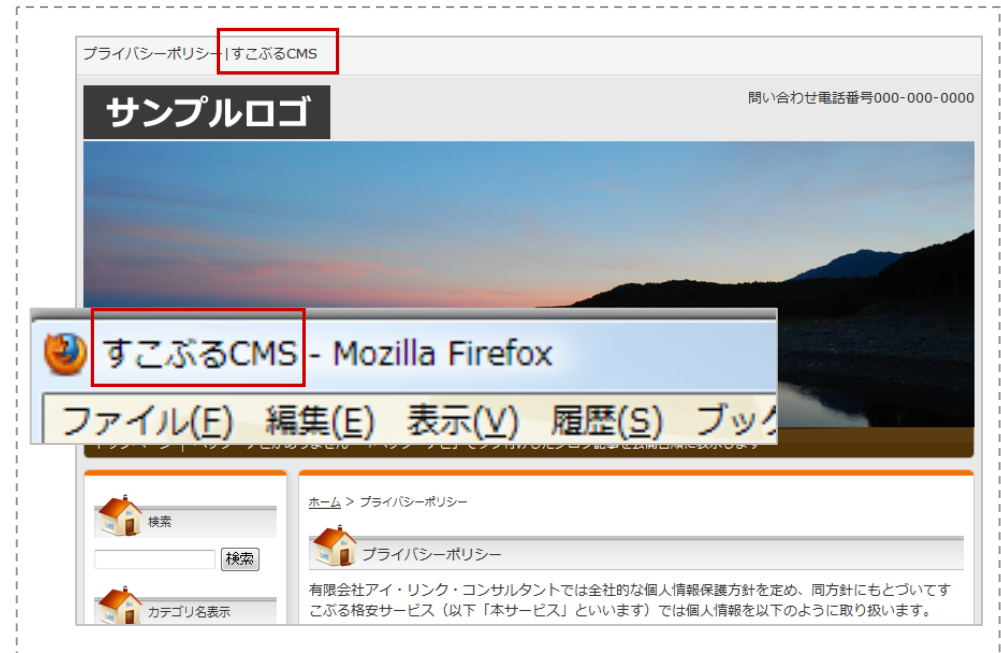 プライバシーポリシー|すこぶるCMS
サンプルロゴ
問い合わせ電話番号000-000-0000
すこぶるCMS - Mozilla Firefox
ファイル(F) 編集(E) 表示(V) 履歴(S) ブック
検索
検索
カテゴリ名表示
ホーム > プライバシーポリシー
プライバシーポリシー
有限会社アイ・リンク・コンサルタントでは全社的な個人情報保護方針を定め、同方針にもとづいてす
こぶる格安サービス（以下「本サービス」といいます）では個人情報を以下のように取り扱います。